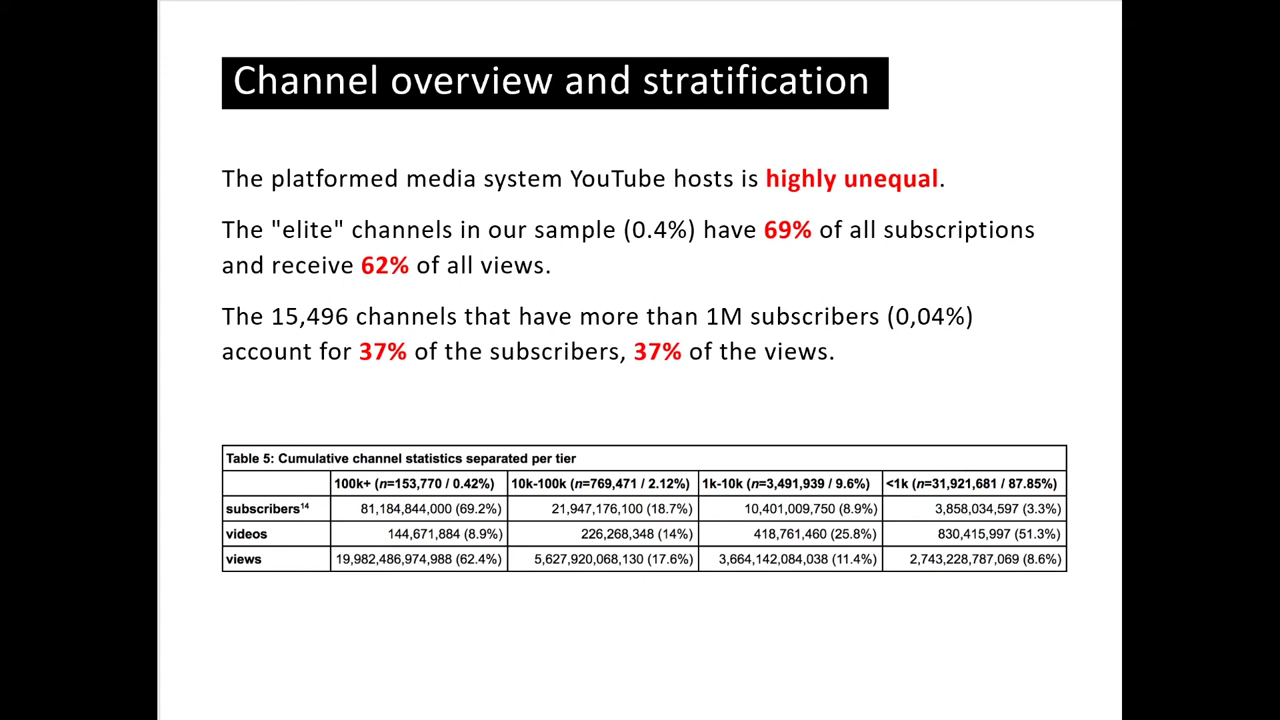 Channel overview and stratification
The platformed media system YouTube hosts is highly unequal.
The "elite" channels in our sample (0.4%) have 69% of all subscriptions
and receive 62% of all views.
The 15,496 channels that have more than 1M subscribers (0,04%)
account for 37% of the subscribers, 37% of the views.
Table 5: Cumulative channel statistics separated per tier
100k+ (n=153,770 / 0.42%) 10k-100k (n=769,471 / 2.12%) 1k-10k (n=3,491,939 / 9.6%) <1k (n=31,921,681 / 87.85%)
subscribers14 81,184,844,000 (69.2%) 21,947,176,100 (18.7%) 10,401,009,750 (8.9%) 3,858,034,597 (3.3%)
videos 144,671,884 (8.9%) 226,268,348 (14%) 418,761,460 (25.8%) 830,415,997 (51.3%)
views 19,982,486,974,988 (62.4%) 5,627,920,068,130 (17.6%) 3,664,142,084,038 (11.4%) 2,743,228,787,069 (8.6%)